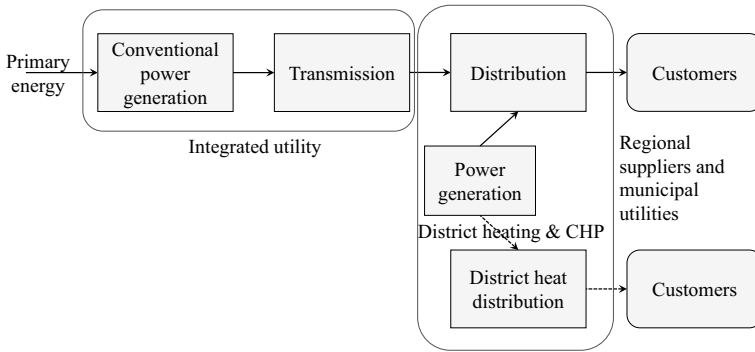 Primary
energy
Conventional
power
generation
Transmission
Distribution
Customers
Integrated utility
Power
generation
Regional
suppliers and
municipal
utilities
District heating & CHP
District heat
distribution
Customers